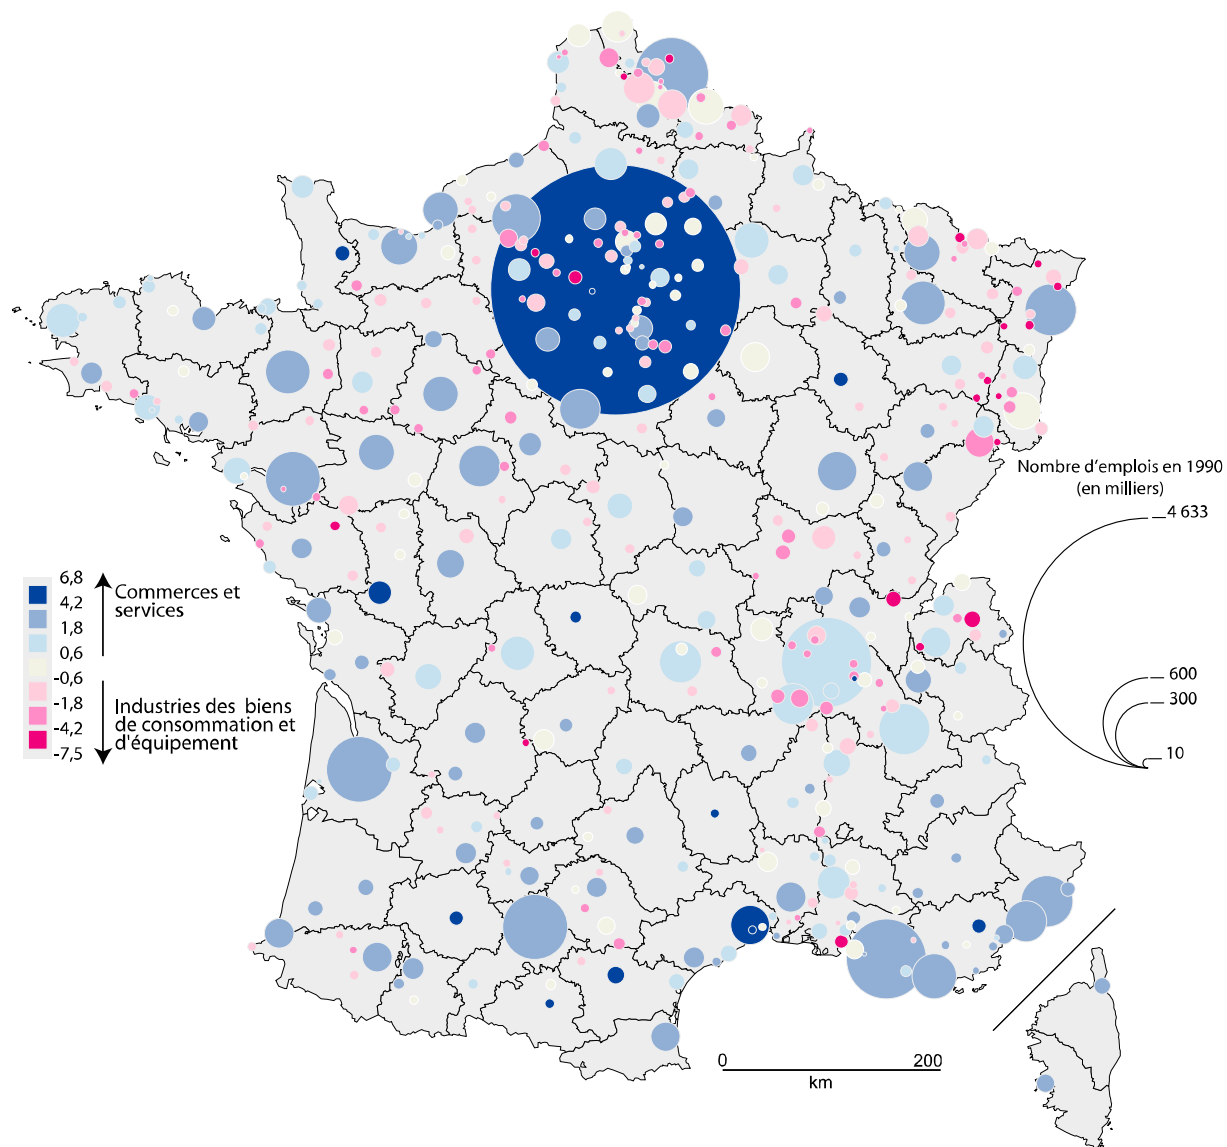 Nombre d'emplois en 1990
(en milliers)
4 633
600
300
10
6,8
4,2
1,8
0,6
-0,6
-1,8
-4,2
-7,5
Commerces et
services
Industries des biens
de consommation et
d'équipement
0
200
km